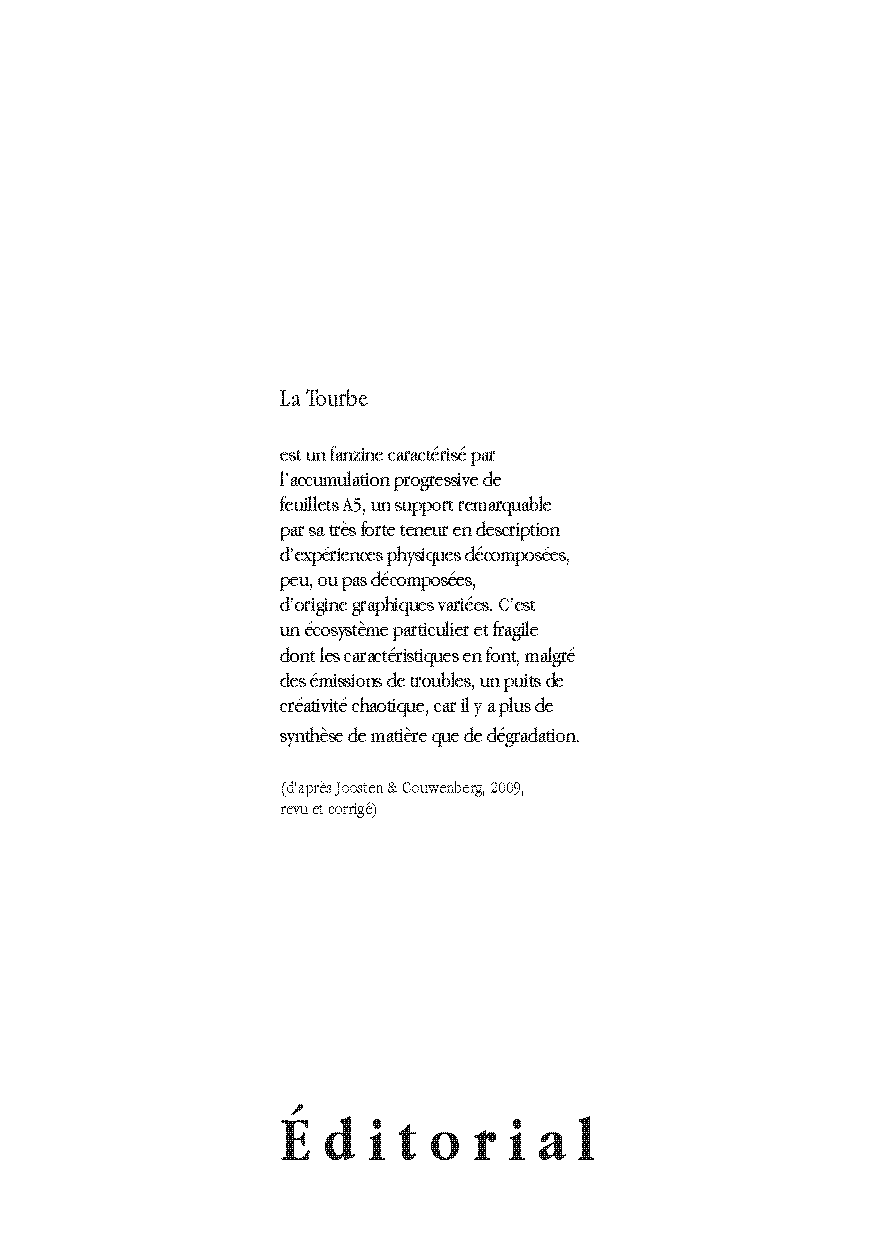 La Tourbe
est un fanzine caractérisé par
l'accumulation progressive de
feuillets A5, un support remarquable
par sa très forte teneur en description
d'expériences physiques décomposées,
peu, ou pas décomposées,
d'origine graphiques variées. C'est
un écosystème particulier et fragile
dont les caractéristiques en font, malgré
des émissions de troubles, un puits de
créativité chaotique, car il y a plus de
synthèse de matière que de dégradation.
(d'après Joosten & Couwenberg, 2009,
revu et corrigé)
Éditorial